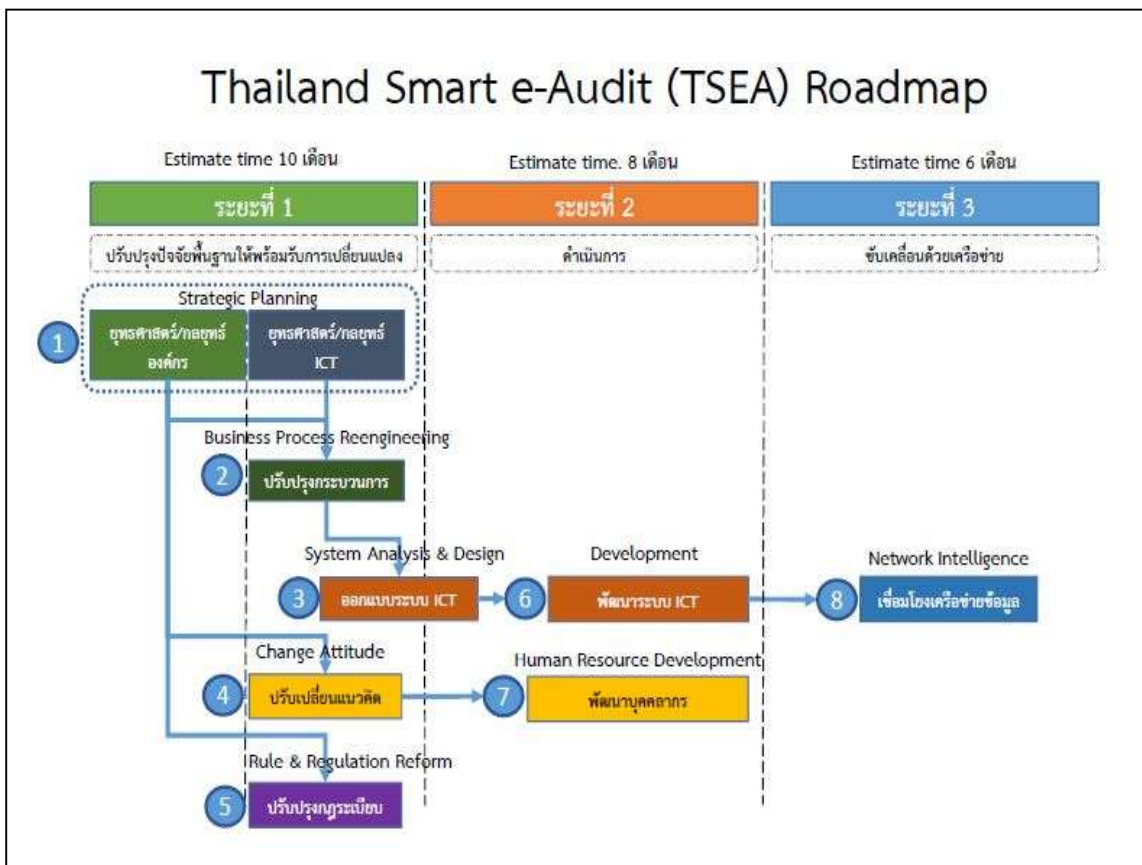 Thailand Smart e-Audit (TSEA) Roadmap
Estimate time 10 เดือน
Estimate time. 8 เดือน
Estimate time 6 เดือน
ระยะที่ 1
ระยะที่ 2
ระยะที่ 3
ปรับปรุงปัจจัยพื้นฐานให้พร้อมรับการเปลี่ยนแปลง
ดำเนินการ
ขับเคลื่อนด้วยเครือข่าย
Strategic Planning
1
ยุทธศาสตร์/กลยุทธ์
องค์กร
ยุทธศาสตร์/กลยุทธ์
ICT
Business Process Reengineering
2
ปรับปรุงกระบวนการ
System Analysis & Design
3
ออกแบบระบบ ICT
Development
6
พัฒนาระบบ ICT
Network Intelligence
8
เชื่อมโยงเครือข่ายข้อมูล
Change Attitude
4
ปรับเปลี่ยนแนวคิด
Human Resource Development
7
พัฒนาบุคคลากร
Rule & Regulation Reform
5
ปรับปรุงกฎระเบียบ